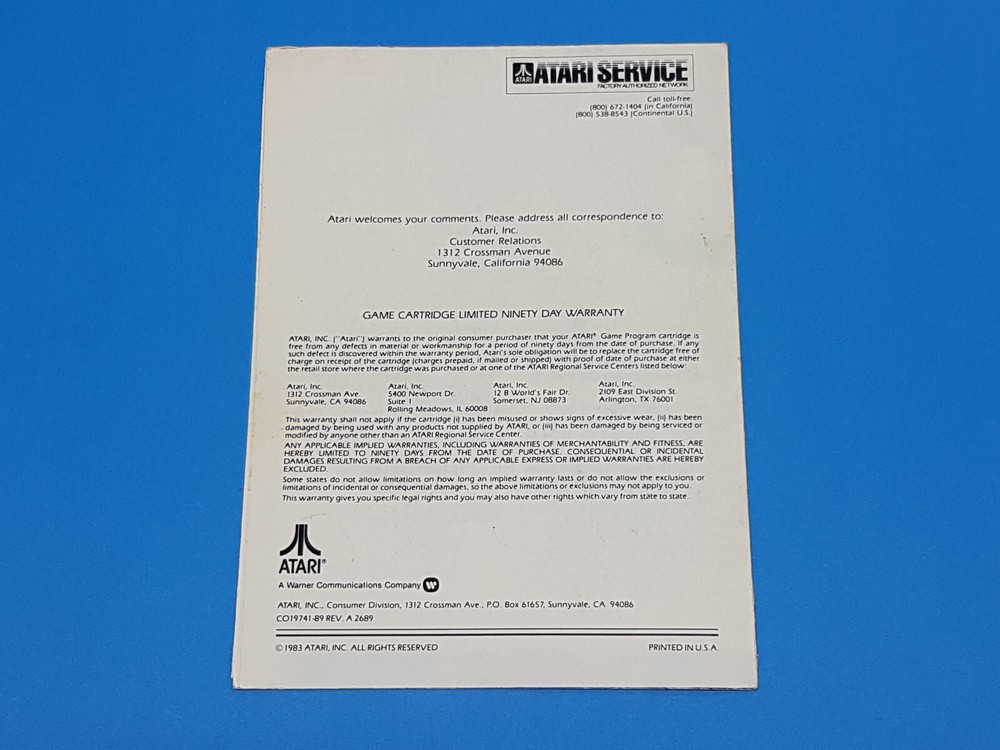 ATARI ATARI SERVICE
FACTORY AUTHORIZED NETWORK
Call toll-free:
(800) 672-1404 (in California)
(800) 538-8543 (Continental U.S.)
Atari welcomes your comments. Please address all correspondence to:
Atari, Inc.
Customer Relations
1312 Crossman Avenue
Sunnyvale, California 94086
GAME CARTRIDGE LIMITED NINETY DAY WARRANTY
ATARI, INC. ("Atari") warrants to the original consumer purchaser that your ATARI® Game Program cartridge is
free from any defects in material or workmanship for a period of ninety days from the date of purchase. If any
such defect is discovered within the warranty period, Atari's sole obligation will be to replace the cartridge free of
charge on receipt of the cartridge (charges prepaid, if mailed or shipped) with proof of date of purchase at either
the retail store where the cartridge was purchased or at one of the ATARI Regional Service Centers listed below:
Atari, Inc.
1312 Crossman Ave.
Sunnyvale, CA 94086
Atari, Inc.
5400 Newport Dr.
Suite 1
Rolling Meadows, IL 60008
Atari, Inc.
12 B World's Fair Dr.
Somerset, NJ 08873
Atari, Inc.
2109 East Division St.
Arlington, TX 76001
This warranty shall not apply if the cartridge (i) has been misused or shows signs of excessive wear, (ii) has been
damaged by being used with any products not supplied by ATARI, or (iii) has been damaged by being serviced or
modified by anyone other than an ATARI Regional Service Center.
ANY APPLICABLE IMPLIED WARRANTIES, INCLUDING WARRANTIES OF MERCHANTABILITY AND FITNESS, ARE
HEREBY LIMITED TO NINETY DAYS FROM THE DATE OF PURCHASE. CONSEQUENTIAL OR INCIDENTAL
DAMAGES RESULTING FROM A BREACH OF ANY APPLICABLE EXPRESS OR IMPLIED WARRANTIES ARE HEREBY
EXCLUDED.
Some states do not allow limitations on how long an implied warranty lasts or do not allow the exclusions or
limitations of incidental or consequential damages, so the above limitations or exclusions may not apply to you.
This warranty gives you specific legal rights and you may also have other rights which vary from state to state.
ATARI®
A Warner Communications Company
ATARI, INC., Consumer Division, 1312 Crossman Ave., P.O. Box 61657, Sunnyvale, CA 94086
CO19741-89 REV. A 2689
© 1983 ATARI, INC. ALL RIGHTS RESERVED
PRINTED IN U.S.A.